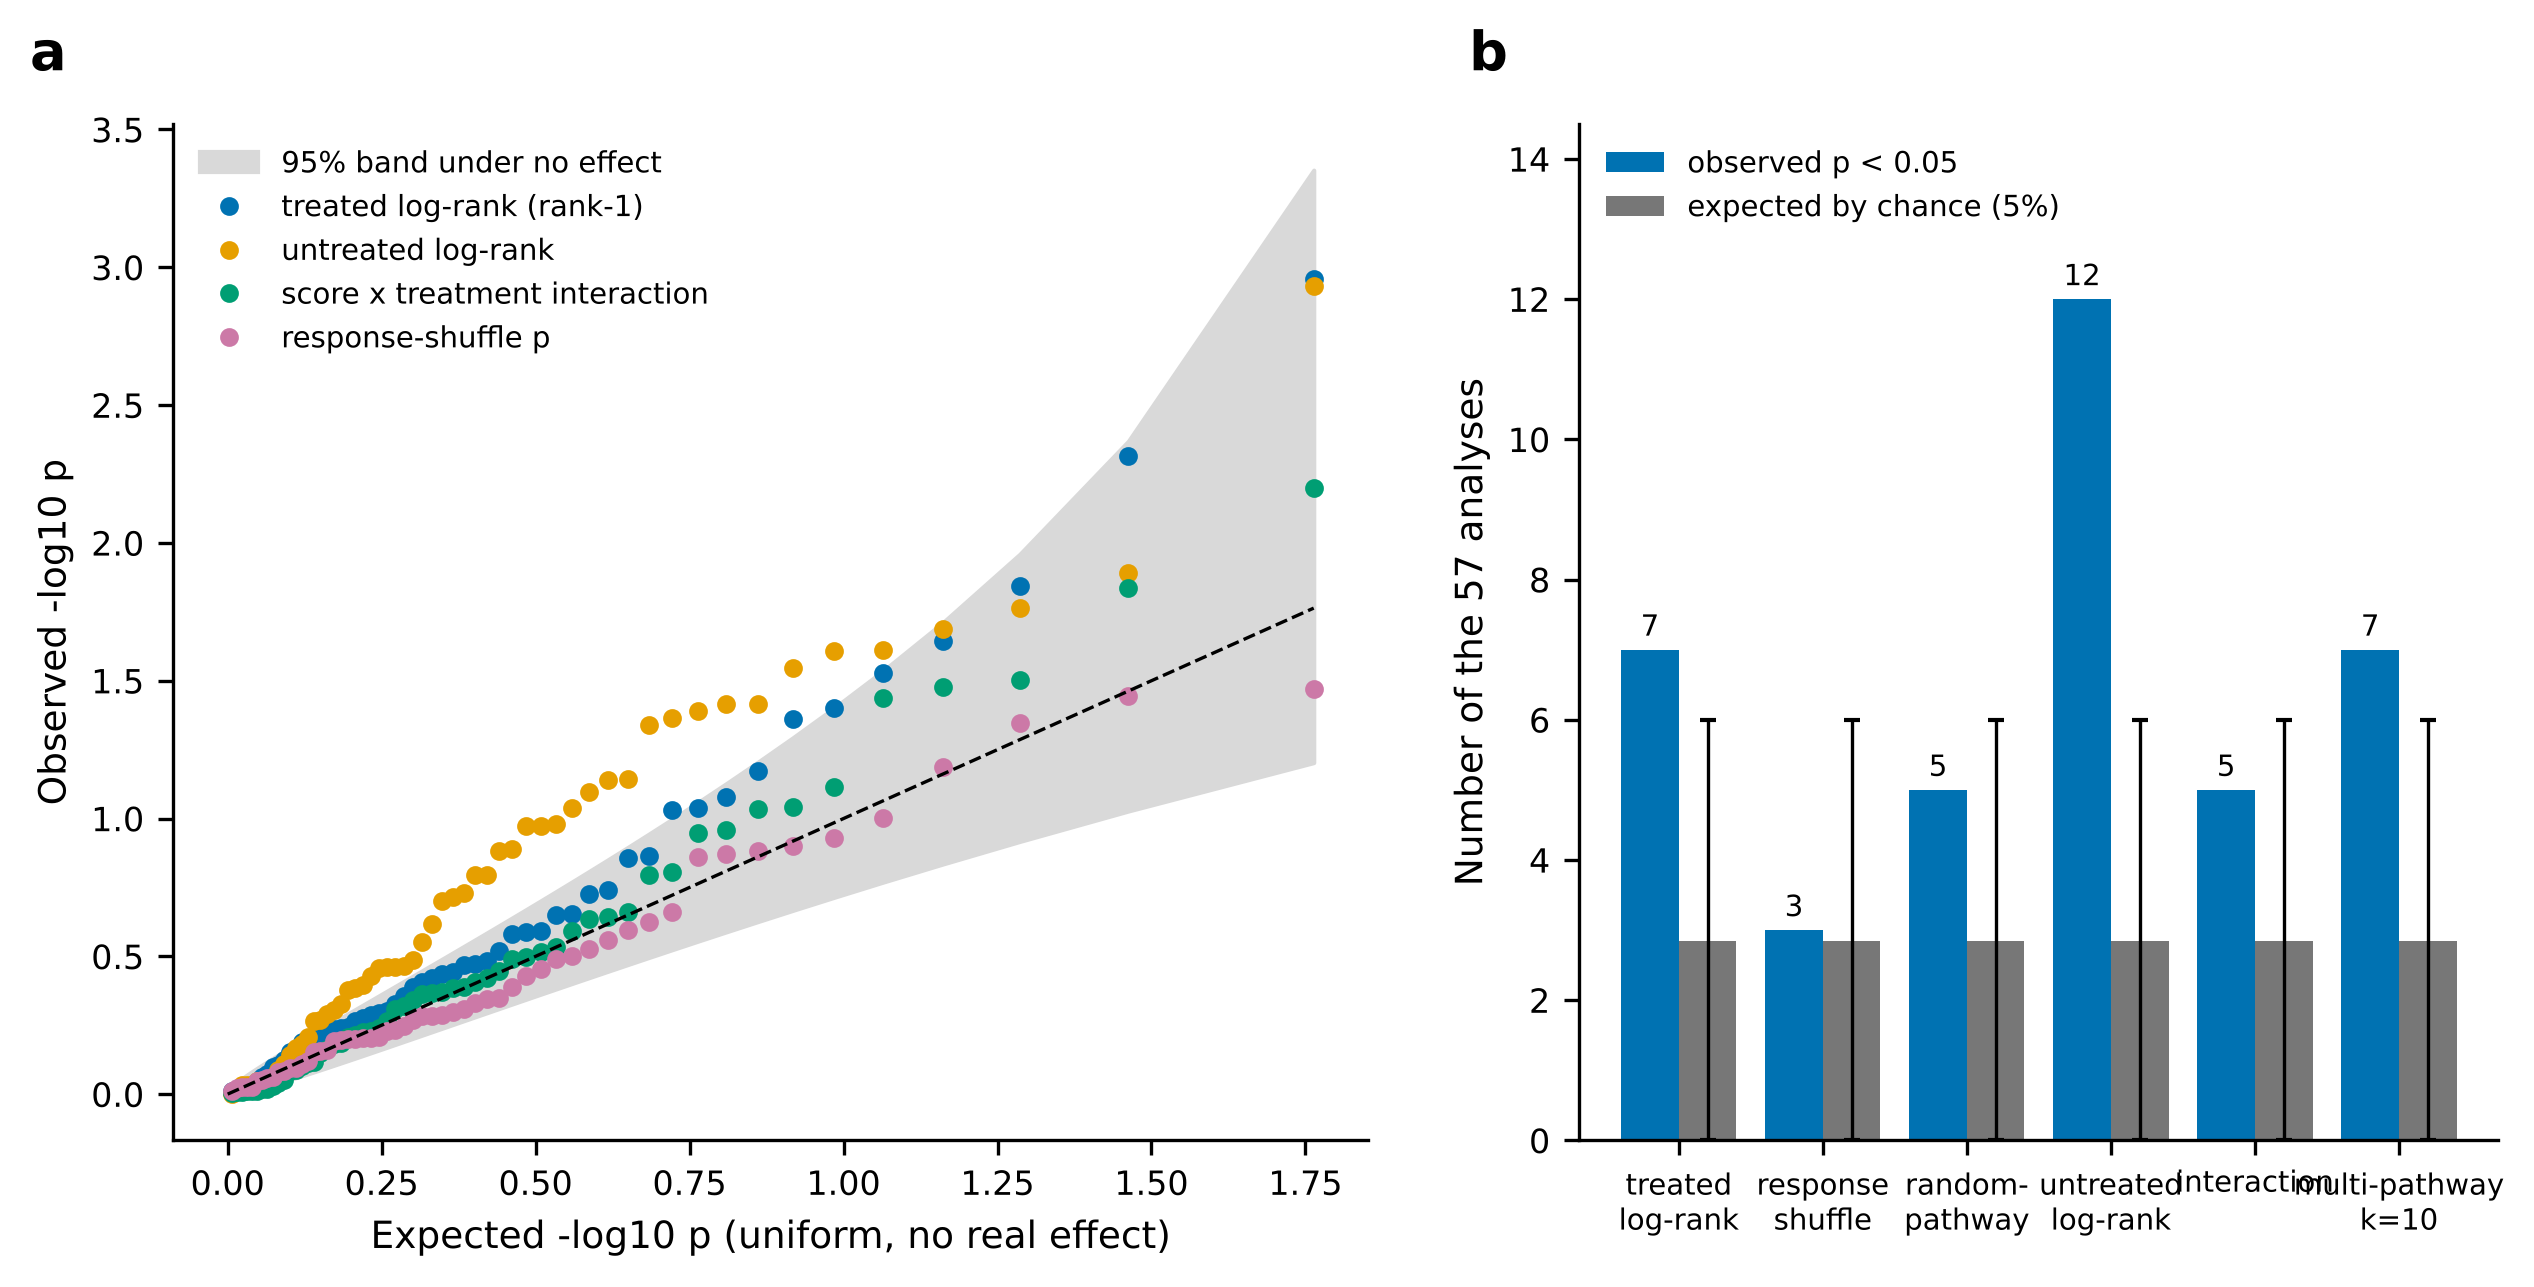 a
3.5
3.0
2.5
2.0
1.5
1.0
0.5
0.0
Observed -log10 p
95% band under no effect
treated log-rank (rank-1)
untreated log-rank
score x treatment interaction
response-shuffle p
0.00 0.25 0.50 0.75 1.00 1.25 1.50 1.75
Expected -log10 p (uniform, no real effect)
b
14
12
10
8
6
4
2
0
Number of the 57 analyses
observed p < 0.05
expected by chance (5%)
7
3
5
12
5
7
treated
log-rank
response
shuffle
random-
pathway
untreated
log-rank
interaction
multi-pathway
k=10